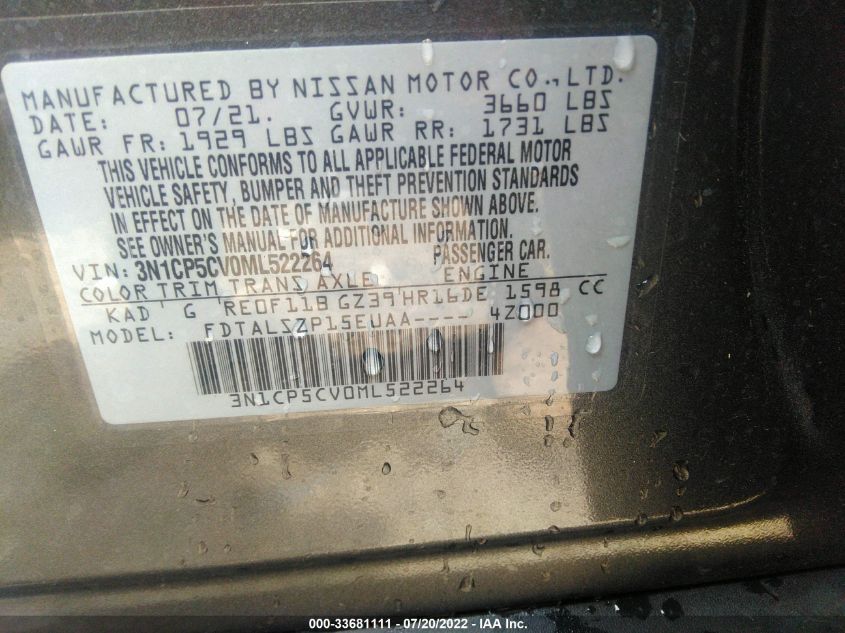 MANUFACTURED BY NISSAN MOTOR CO.,LTD.
DATE: 07/21. GVWR: 3660 LBS
GAWR FR: 1929 LBS GAWR RR: 1731 LBS
THIS VEHICLE CONFORMS TO ALL APPLICABLE FEDERAL MOTOR
VEHICLE SAFETY, BUMPER AND THEFT PREVENTION STANDARDS
IN EFFECT ON THE DATE OF MANUFACTURE SHOWN ABOVE.
SEE OWNER'S MANUAL FOR ADDITIONAL INFORMATION
VIN: 3N1CP5CV0ML522264 PASSENGER CAR.
COLOR TRIM TRANS AXLE ENGINE
KAD G RE0F11B GZ39 HR16DE 1598 CC
MODEL: FDTALSZP15EUAA---- 4Z000
3N1CP5CV0ML522264
000-33681111 - 07/20/2022 - IAA Inc.